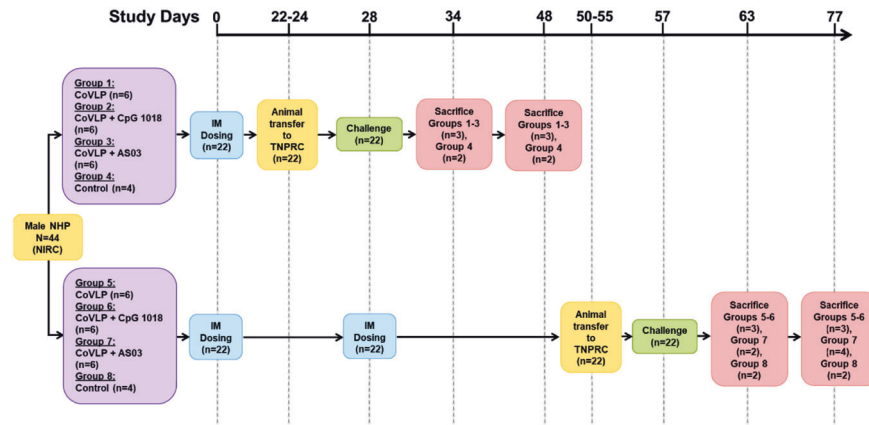 Study Days 0 22-24 28 34 48 50-55 57 63 77
Group 1:
CoVLP (n=6)
Group 2:
CoVLP + CpG 1018
(n=6)
Group 3:
CoVLP + AS03
(n=6)
Group 4:
Control (n=4)
IM
Dosing
(n=22)
Animal
transfer
to
TNPRC
(n=22)
Challenge
(n=22)
Sacrifice
Groups 1-3
(n=3),
Group 4
(n=2)
Sacrifice
Groups 1-3
(n=3),
Group 4
(n=2)
Male NHP
N=44
(NIRC)
Group 5:
CoVLP (n=6)
Group 6:
CoVLP + CpG 1018
(n=6)
Group 7:
CoVLP + AS03
(n=6)
Group 8:
Control (n=4)
IM
Dosing
(n=22)
IM
Dosing
(n=22)
Animal
transfer
to
TNPRC
(n=22)
Challenge
(n=22)
Sacrifice
Groups 5-6
(n=3),
Group 7
(n=2),
Group 8
(n=2)
Sacrifice
Groups 5-6
(n=3),
Group 7
(n=4),
Group 8
(n=2)